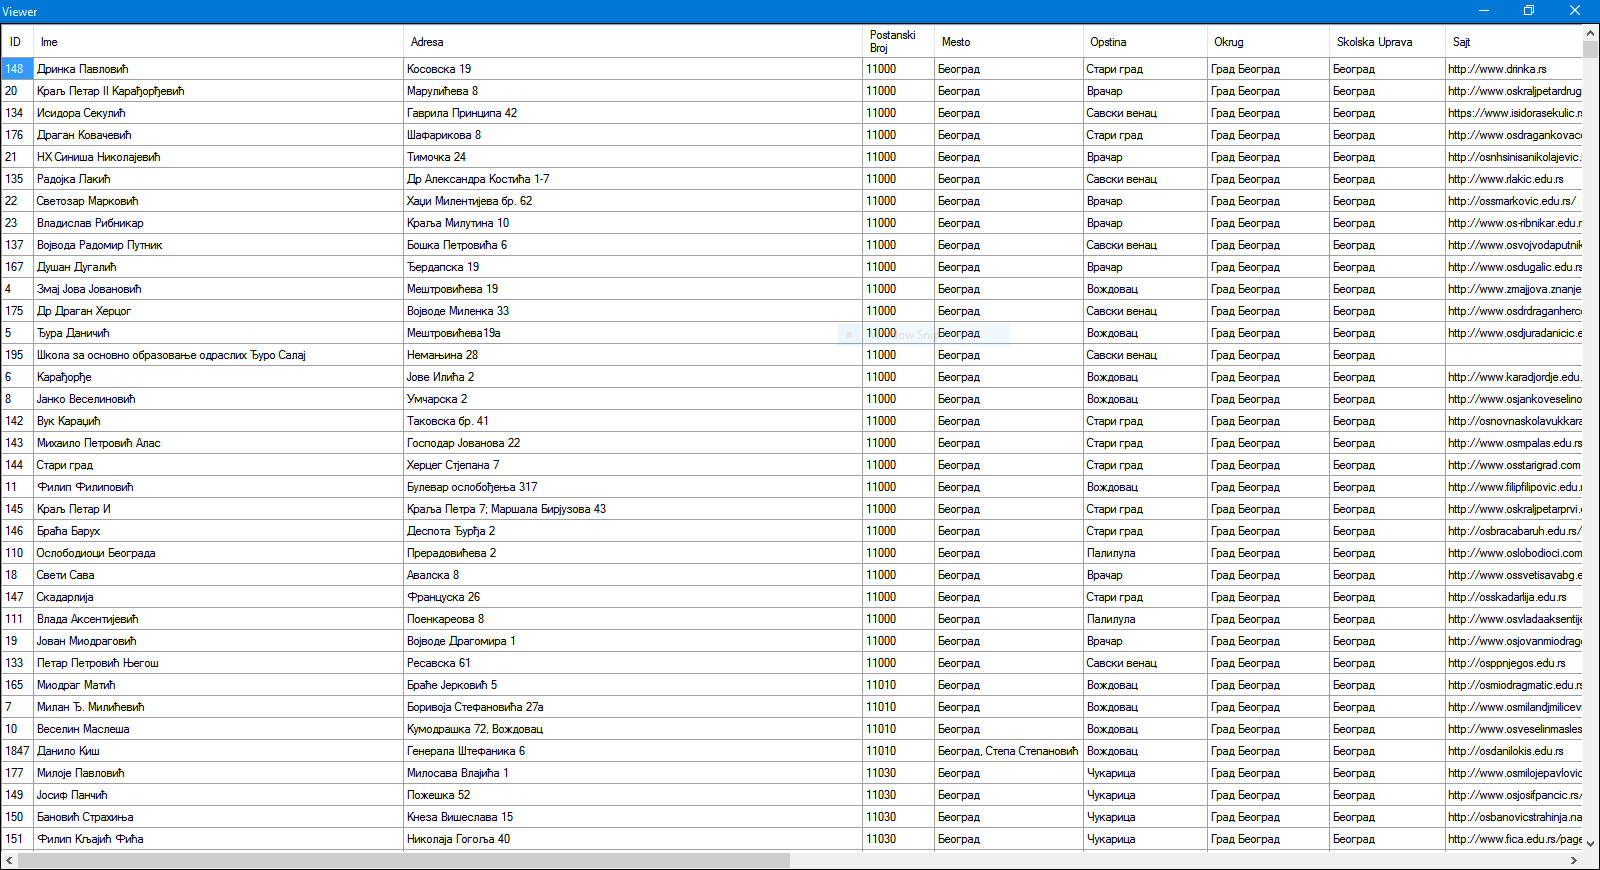 Viewer
ID Ime Adresa Postanski Broj Mesto Opstina Okrug Skolska Uprava Sajt
148 Дринка Павловић Косовска 19 11000 Београд Стари град Град Београд Београд http://www.drinka.rs
20 Краљ Петар II Карађорђевић Марулићева 8 11000 Београд Врачар Град Београд Београд http://www.oskraljpetardrug
134 Исидора Секулић Гаврила Принципа 42 11000 Београд Савски венац Град Београд Београд https://www.isidorasekulic.rs
176 Драган Ковачевић Шафарикова 8 11000 Београд Стари град Град Београд Београд http://www.osdragankovace
21 НХ Синиша Николајевић Тимочка 24 11000 Београд Врачар Град Београд Београд http://osnhsinisanikolajevic.
135 Радојка Лакић Др Александра Костића 1-7 11000 Београд Савски венац Град Београд Београд http://www.rlakic.edu.rs
22 Светозар Марковић Хаџи Милентијева бр. 62 11000 Београд Врачар Град Београд Београд http://ossmarkovic.edu.rs/
23 Владислав Рибникар Краља Милутина 10 11000 Београд Врачар Град Београд Београд http://www.os-ribnikar.edu.r
137 Војвода Радомир Путник Бошка Петровића 6 11000 Београд Савски венац Град Београд Београд http://www.osvojvodaputnik
167 Душан Дугалић Ђердапска 19 11000 Београд Врачар Град Београд Београд http://www.osdugalic.edu.rs
4 Змај Јова Јовановић Мештровићева 19 11000 Београд Вождовац Град Београд Београд http://www.zmajjova.znanje
175 Др Драган Херцог Војводе Миленка 33 11000 Београд Савски венац Град Београд Београд http://www.osdrdraganherc
5 Ђура Даничић Мештровићева19а 11000 Београд Вождовац Град Београд Београд http://www.osdjuradanicic.e
195 Школа за основно образовање одраслих Ђуро Салај Немањина 28 11000 Београд Савски венац Град Београд Београд
6 Карађорђе Јове Илића 2 11000 Београд Вождовац Град Београд Београд http://www.karadjordje.edu.
8 Јанко Веселиновић Умчарска 2 11000 Београд Вождовац Град Београд Београд http://www.osjankoveselino
142 Вук Караџић Таковска бр. 41 11000 Београд Стари град Град Београд Београд http://osnovnaskolavukkara
143 Михаило Петровић Алас Господар Јованова 22 11000 Београд Стари град Град Београд Београд http://www.osmpalas.edu.rs
144 Стари град Херцег Стјепана 7 11000 Београд Стари град Град Београд Београд http://www.osstarigrad.com
11 Филип Филиповић Булевар ослобођења 317 11000 Београд Вождовац Град Београд Београд http://www.filipfilipovic.edu.r
145 Краљ Петар И Краља Петра 7; Маршала Бирјузова 43 11000 Београд Стари град Град Београд Београд http://www.oskraljpetarprvi.
146 Браћа Барух Деспота Ђурђа 2 11000 Београд Стари град Град Београд Београд http://osbracabaruh.edu.rs/
110 Ослободиоци Београда Прерадовићева 2 11000 Београд Палилула Град Београд Београд http://www.oslobodioci.com
18 Свети Сава Авалска 8 11000 Београд Врачар Град Београд Београд http://www.ossvetisavabg.e
147 Скадарлија Француска 26 11000 Београд Стари град Град Београд Београд http://osskadarlija.edu.rs
111 Влада Аксентијевић Поенкареова 8 11000 Београд Палилула Град Београд Београд http://www.osvladaaksentije
19 Јован Миодраговић Војводе Драгомира 1 11000 Београд Врачар Град Београд Београд http://www.osjovanmiodrag
133 Петар Петровић Његош Ресавска 61 11000 Београд Савски венац Град Београд Београд http://osppnjegos.edu.rs
165 Миодраг Матић Браће Јерковић 5 11010 Београд Вождовац Град Београд Београд http://osmiodragmatic.edu.rs
7 Милан Ђ. Милићевић Боривоја Стефановића 27а 11010 Београд Вождовац Град Београд Београд http://www.osmilandjmilicevi
10 Веселин Маслеша Кумодрашка 72, Вождовац 11010 Београд Вождовац Град Београд Београд http://www.osveselinmasles
1847 Данило Киш Генерала Штефаника 6 11010 Београд, Степа Степановић Вождовац Град Београд Београд http://osdanilokis.edu.rs
177 Милоје Павловић Милосава Влајића 1 11030 Београд Чукарица Град Београд Београд http://www.osmilojepavlovic
149 Јосиф Панчић Пожешка 52 11030 Београд Чукарица Град Београд Београд http://www.osjosifpancic.rs/
150 Бановић Страхиња Кнеза Вишеслава 15 11030 Београд Чукарица Град Београд Београд http://osbanovicstrahinja.na
151 Филип Кљајић Фића Николаја Гогоља 40 11030 Београд Чукарица Град Београд Београд http://www.fica.edu.rs/page